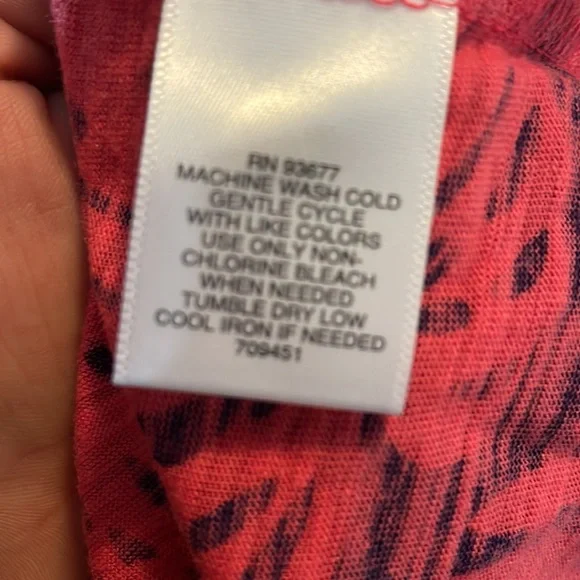 RN 93677
MACHINE WASH COLD
GENTLE CYCLE
WITH LIKE COLORS
USE ONLY NON-
CHLORINE BLEACH
WHEN NEEDED
TUMBLE DRY LOW
COOL IRON IF NEEDED
709451